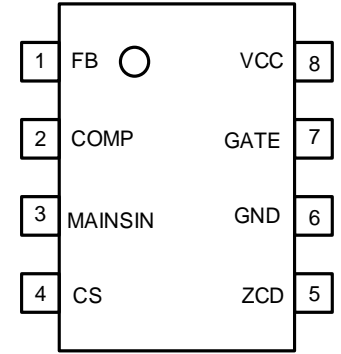 1 FB VCC 8
2 COMP GATE 7
3 MAINSIN GND 6
4 CS ZCD 5